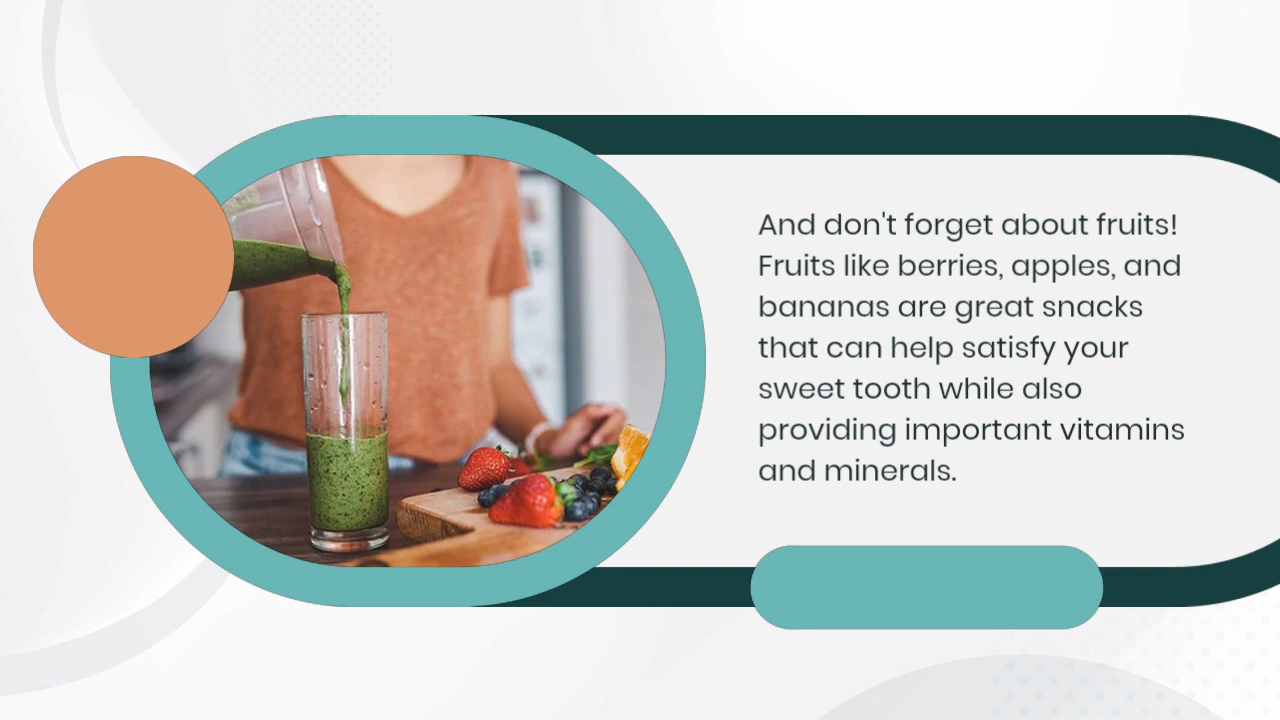 And don't forget about fruits!
Fruits like berries, apples, and
bananas are great snacks
that can help satisfy your
sweet tooth while also
providing important vitamins
and minerals.